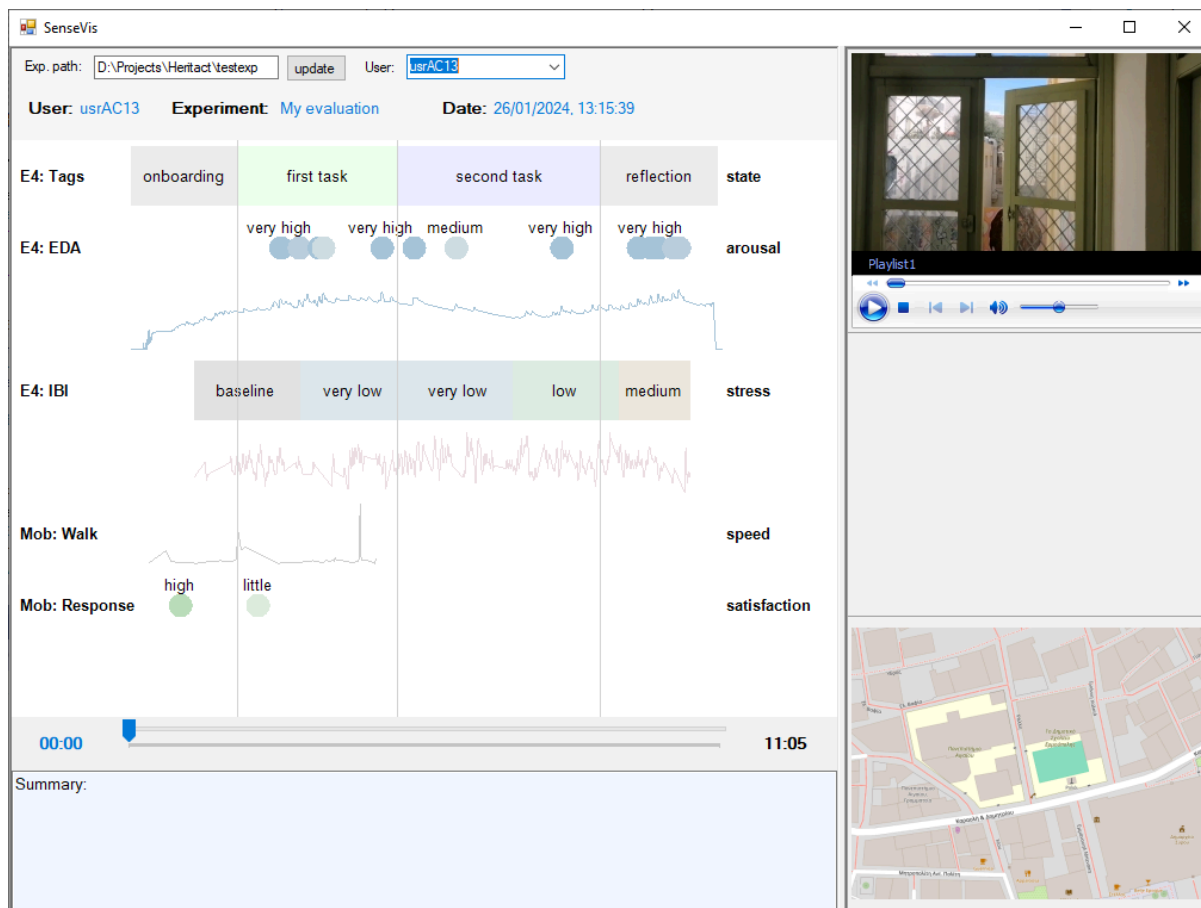 SenseVis
Exp. path: D:\Projects\Heritact\testexp update User: usrAC13
User: usrAC13 Experiment: My evaluation Date: 26/01/2024, 13:15:39
E4: Tags onboarding first task second task reflection state
very high very high medium very high very high
E4: EDA arousal
E4: IBI baseline very low very low low medium stress
Mob: Walk speed
high little
Mob: Response satisfaction
00:00 11:05
Summary:
Playlist1
Καραολή & Δημητρίου